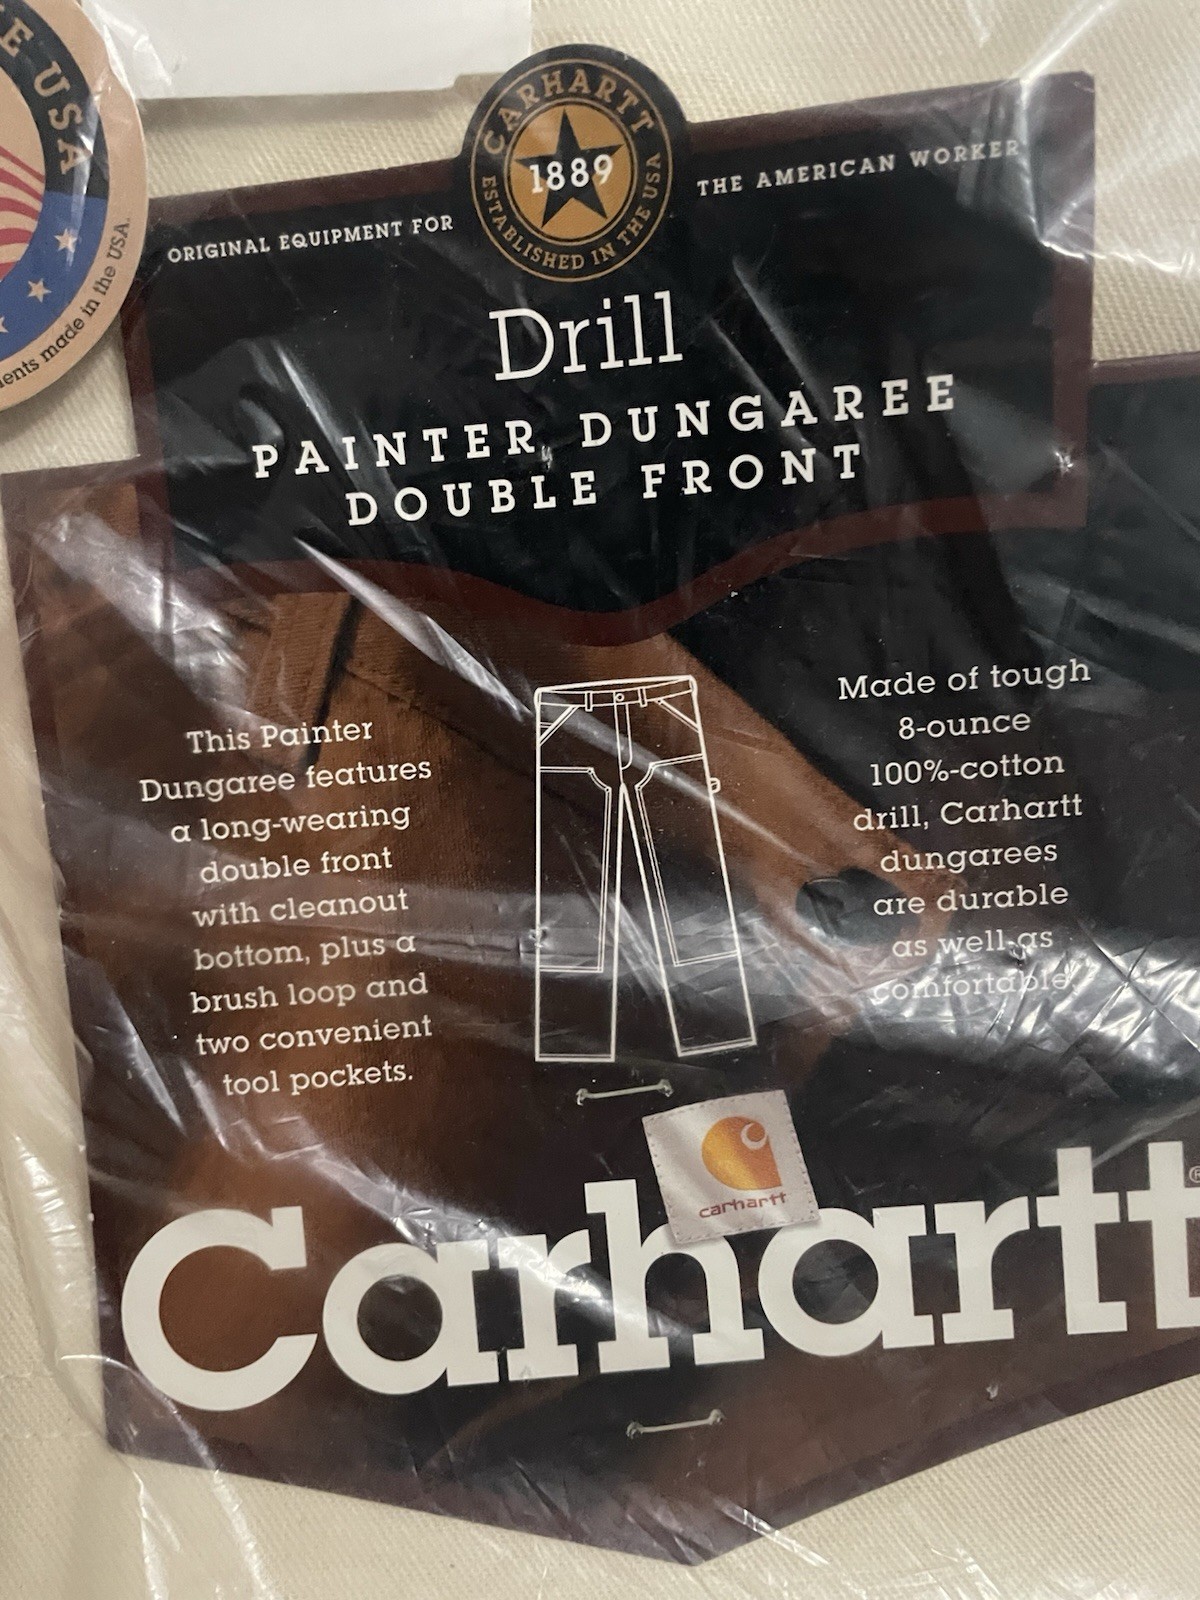 E USA
ents made in the USA.
CARHARTT
1889
ESTABLISHED IN THE USA
ORIGINAL EQUIPMENT FOR
THE AMERICAN WORKER
Drill
PAINTER DUNGAREE
DOUBLE FRONT
This Painter
Dungaree features
a long-wearing
double front
with cleanout
bottom, plus a
brush loop and
two convenient
tool pockets.
Made of tough
8-ounce
100%-cotton
drill, Carhartt
dungarees
are durable
as well-as
comfortable.
carhartt
Carhartt®